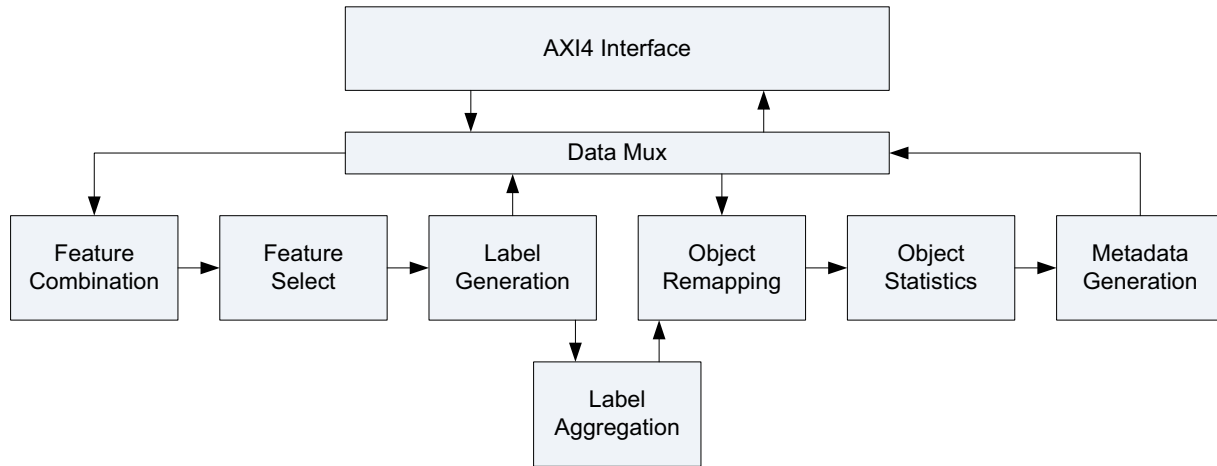 AXI4 Interface
Data Mux
Feature
Combination
Feature
Select
Label
Generation
Object
Remapping
Object
Statistics
Metadata
Generation
Label
Aggregation